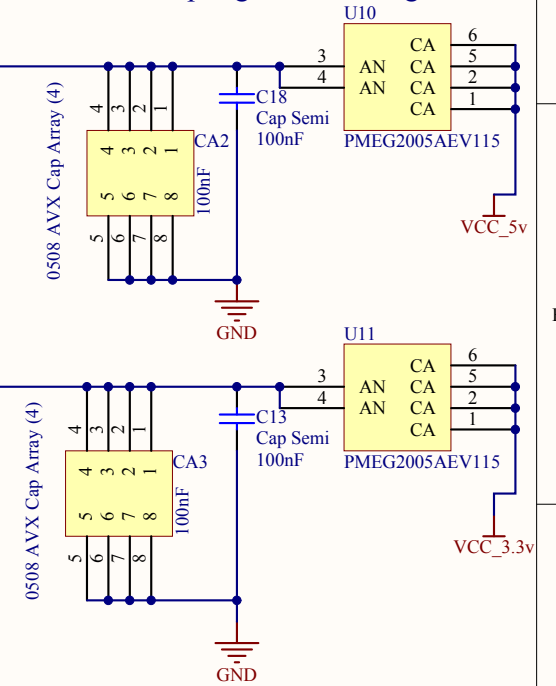 U10
3 AN CA 6
4 AN CA 5
CA 2
CA 1
PMEG2005AEV115
C18
Cap Semi
100nF
0508 AVX Cap Array (4)
4 3 2 1
4 3 2 1
5 6 7 8
5 6 7 8
CA2
100nF
VCC_5v
GND
U11
3 AN CA 6
4 AN CA 5
CA 2
CA 1
PMEG2005AEV115
C13
Cap Semi
100nF
0508 AVX Cap Array (4)
4 3 2 1
4 3 2 1
5 6 7 8
5 6 7 8
CA3
100nF
VCC_3.3v
GND